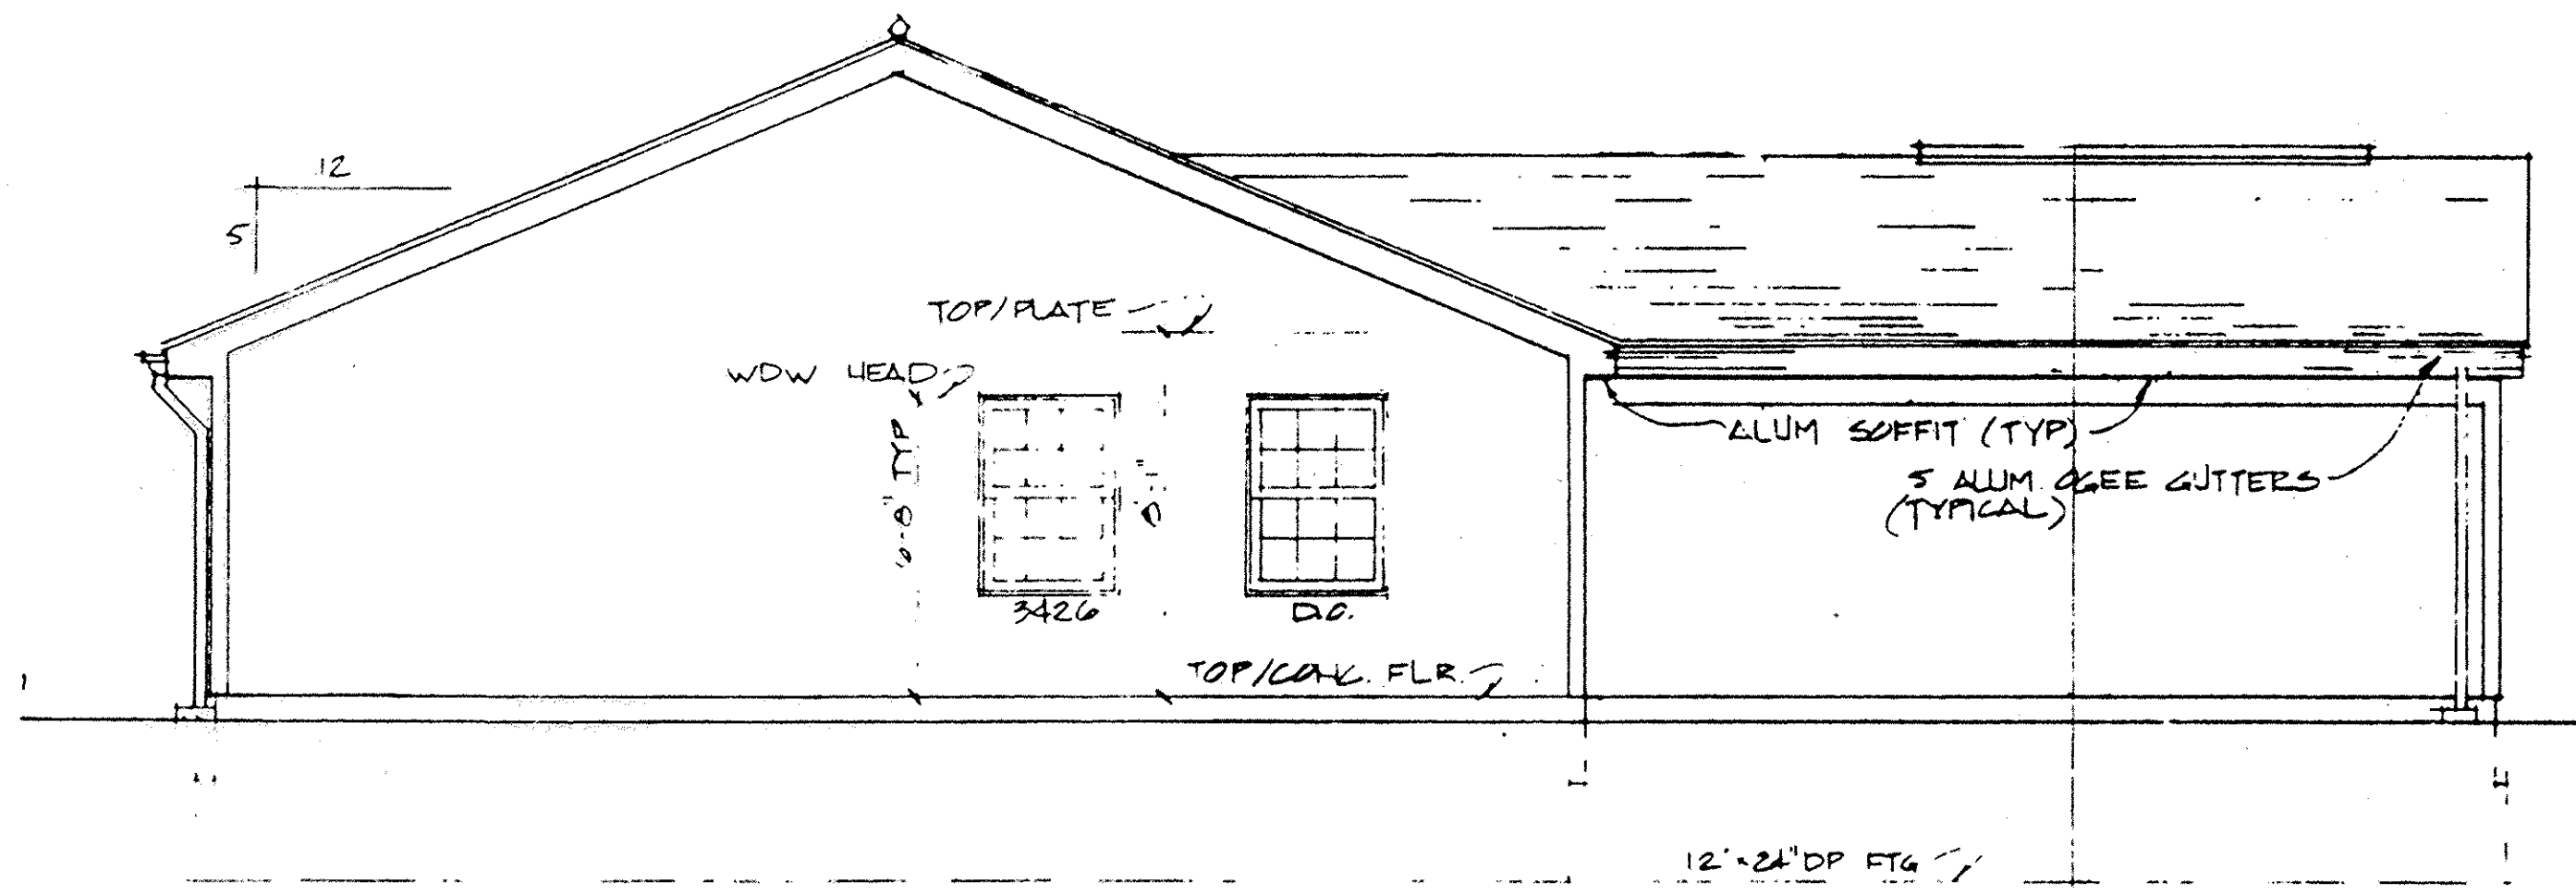 12
5
TOP/PLATE
WDW HEAD
6'-8" TYP
3426
D.O.
TOP/CONC. FLR.
ALUM SOFFIT (TYP)
5 ALUM OGEE GUTTERS
(TYPICAL)
12"x24"DP FTG